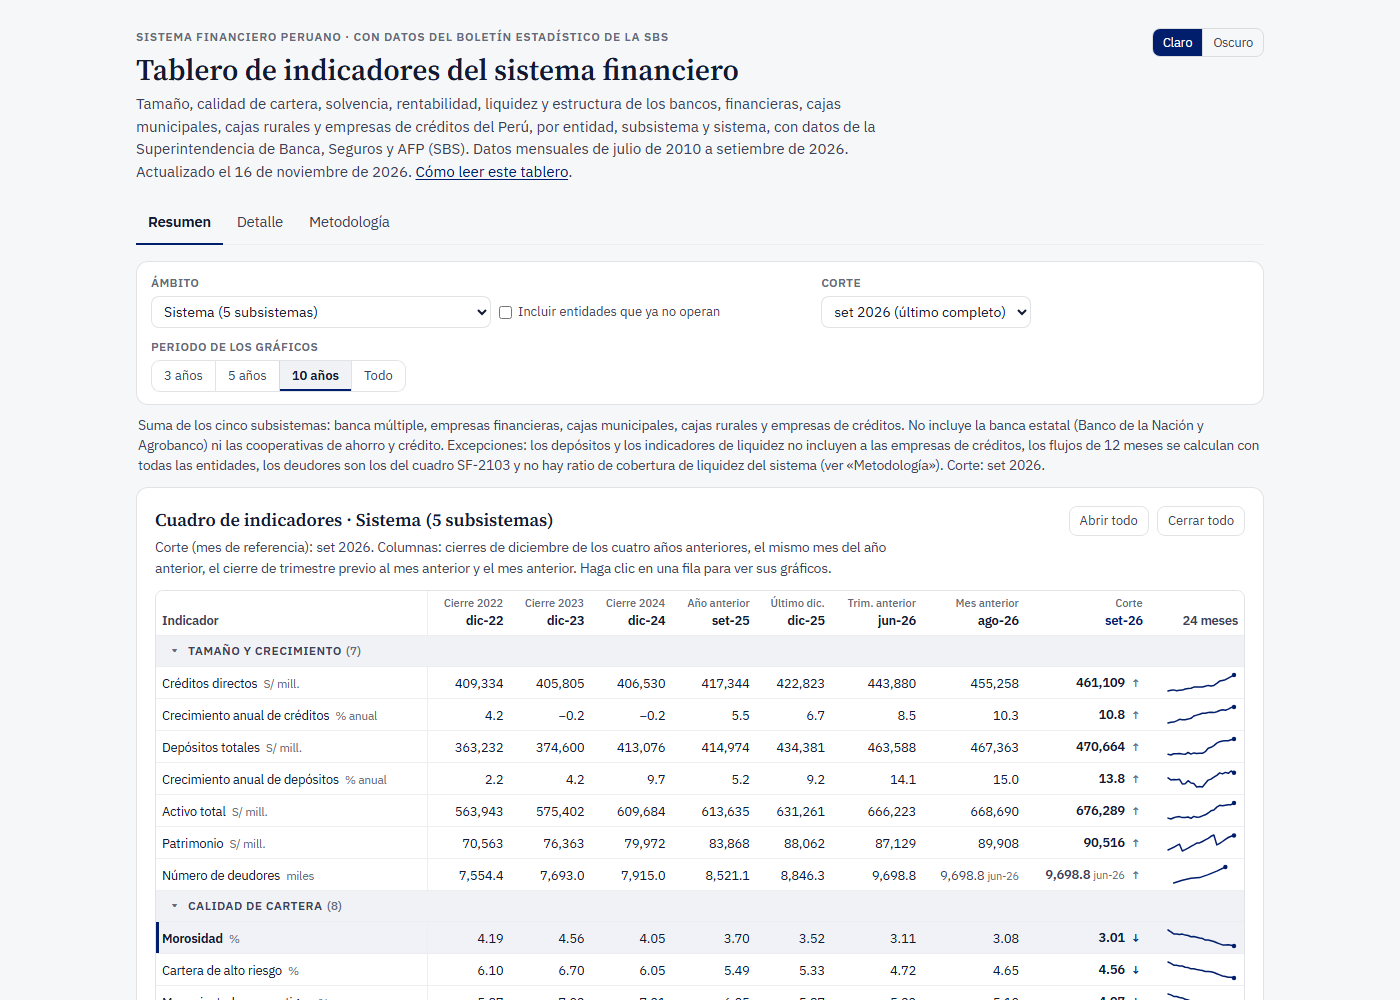 SISTEMA FINANCIERO PERUANO · CON DATOS DEL BOLETÍN ESTADÍSTICO DE LA SBS
Claro Oscuro
Tablero de indicadores del sistema financiero
Tamaño, calidad de cartera, solvencia, rentabilidad, liquidez y estructura de los bancos, financieras, cajas
municipales, cajas rurales y empresas de créditos del Perú, por entidad, subsistema y sistema, con datos de la
Superintendencia de Banca, Seguros y AFP (SBS). Datos mensuales de julio de 2010 a setiembre de 2026.
Actualizado el 16 de noviembre de 2026. Cómo leer este tablero.
Resumen Detalle Metodología
ÁMBITO CORTE
Sistema (5 subsistemas) Incluir entidades que ya no operan set 2026 (último completo)
PERIODO DE LOS GRÁFICOS
3 años 5 años 10 años Todo
Suma de los cinco subsistemas: banca múltiple, empresas financieras, cajas municipales, cajas rurales y empresas de créditos. No incluye la banca estatal (Banco de la Nación y
Agrobanco) ni las cooperativas de ahorro y crédito. Excepciones: los depósitos y los indicadores de liquidez no incluyen a las empresas de créditos, los flujos de 12 meses se calculan con
todas las entidades, los deudores son los del cuadro SF-2103 y no hay ratio de cobertura de liquidez del sistema (ver «Metodología»). Corte: set 2026.
Cuadro de indicadores · Sistema (5 subsistemas) Abrir todo Cerrar todo
Corte (mes de referencia): set 2026. Columnas: cierres de diciembre de los cuatro años anteriores, el mismo mes del año
anterior, el cierre de trimestre previo al mes anterior y el mes anterior. Haga clic en una fila para ver sus gráficos.
Cierre 2022 Cierre 2023 Cierre 2024 Año anterior Último dic. Trim. anterior Mes anterior Corte
Indicador dic-22 dic-23 dic-24 set-25 dic-25 jun-26 ago-26 set-26 24 meses
TAMAÑO Y CRECIMIENTO (7)
Créditos directos S/ mill. 409,334 405,805 406,530 417,344 422,823 443,880 455,258 461,109 ↑
Crecimiento anual de créditos % anual 4.2 −0.2 −0.2 5.5 6.7 8.5 10.3 10.8 ↑
Depósitos totales S/ mill. 363,232 374,600 413,076 414,974 434,381 463,588 467,363 470,664 ↑
Crecimiento anual de depósitos % anual 2.2 4.2 9.7 5.2 9.2 14.1 15.0 13.8 ↑
Activo total S/ mill. 563,943 575,402 609,684 613,635 631,261 666,223 668,690 676,289 ↑
Patrimonio S/ mill. 70,563 76,363 79,972 83,868 88,062 87,129 89,908 90,516 ↑
Número de deudores miles 7,554.4 7,693.0 7,915.0 8,521.1 8,846.3 9,698.8 9,698.8 jun-26 9,698.8 jun-26 ↑
CALIDAD DE CARTERA (8)
Morosidad % 4.19 4.56 4.05 3.70 3.52 3.11 3.08 3.01 ↓
Cartera de alto riesgo % 6.10 6.70 6.05 5.49 5.33 4.72 4.65 4.56 ↓